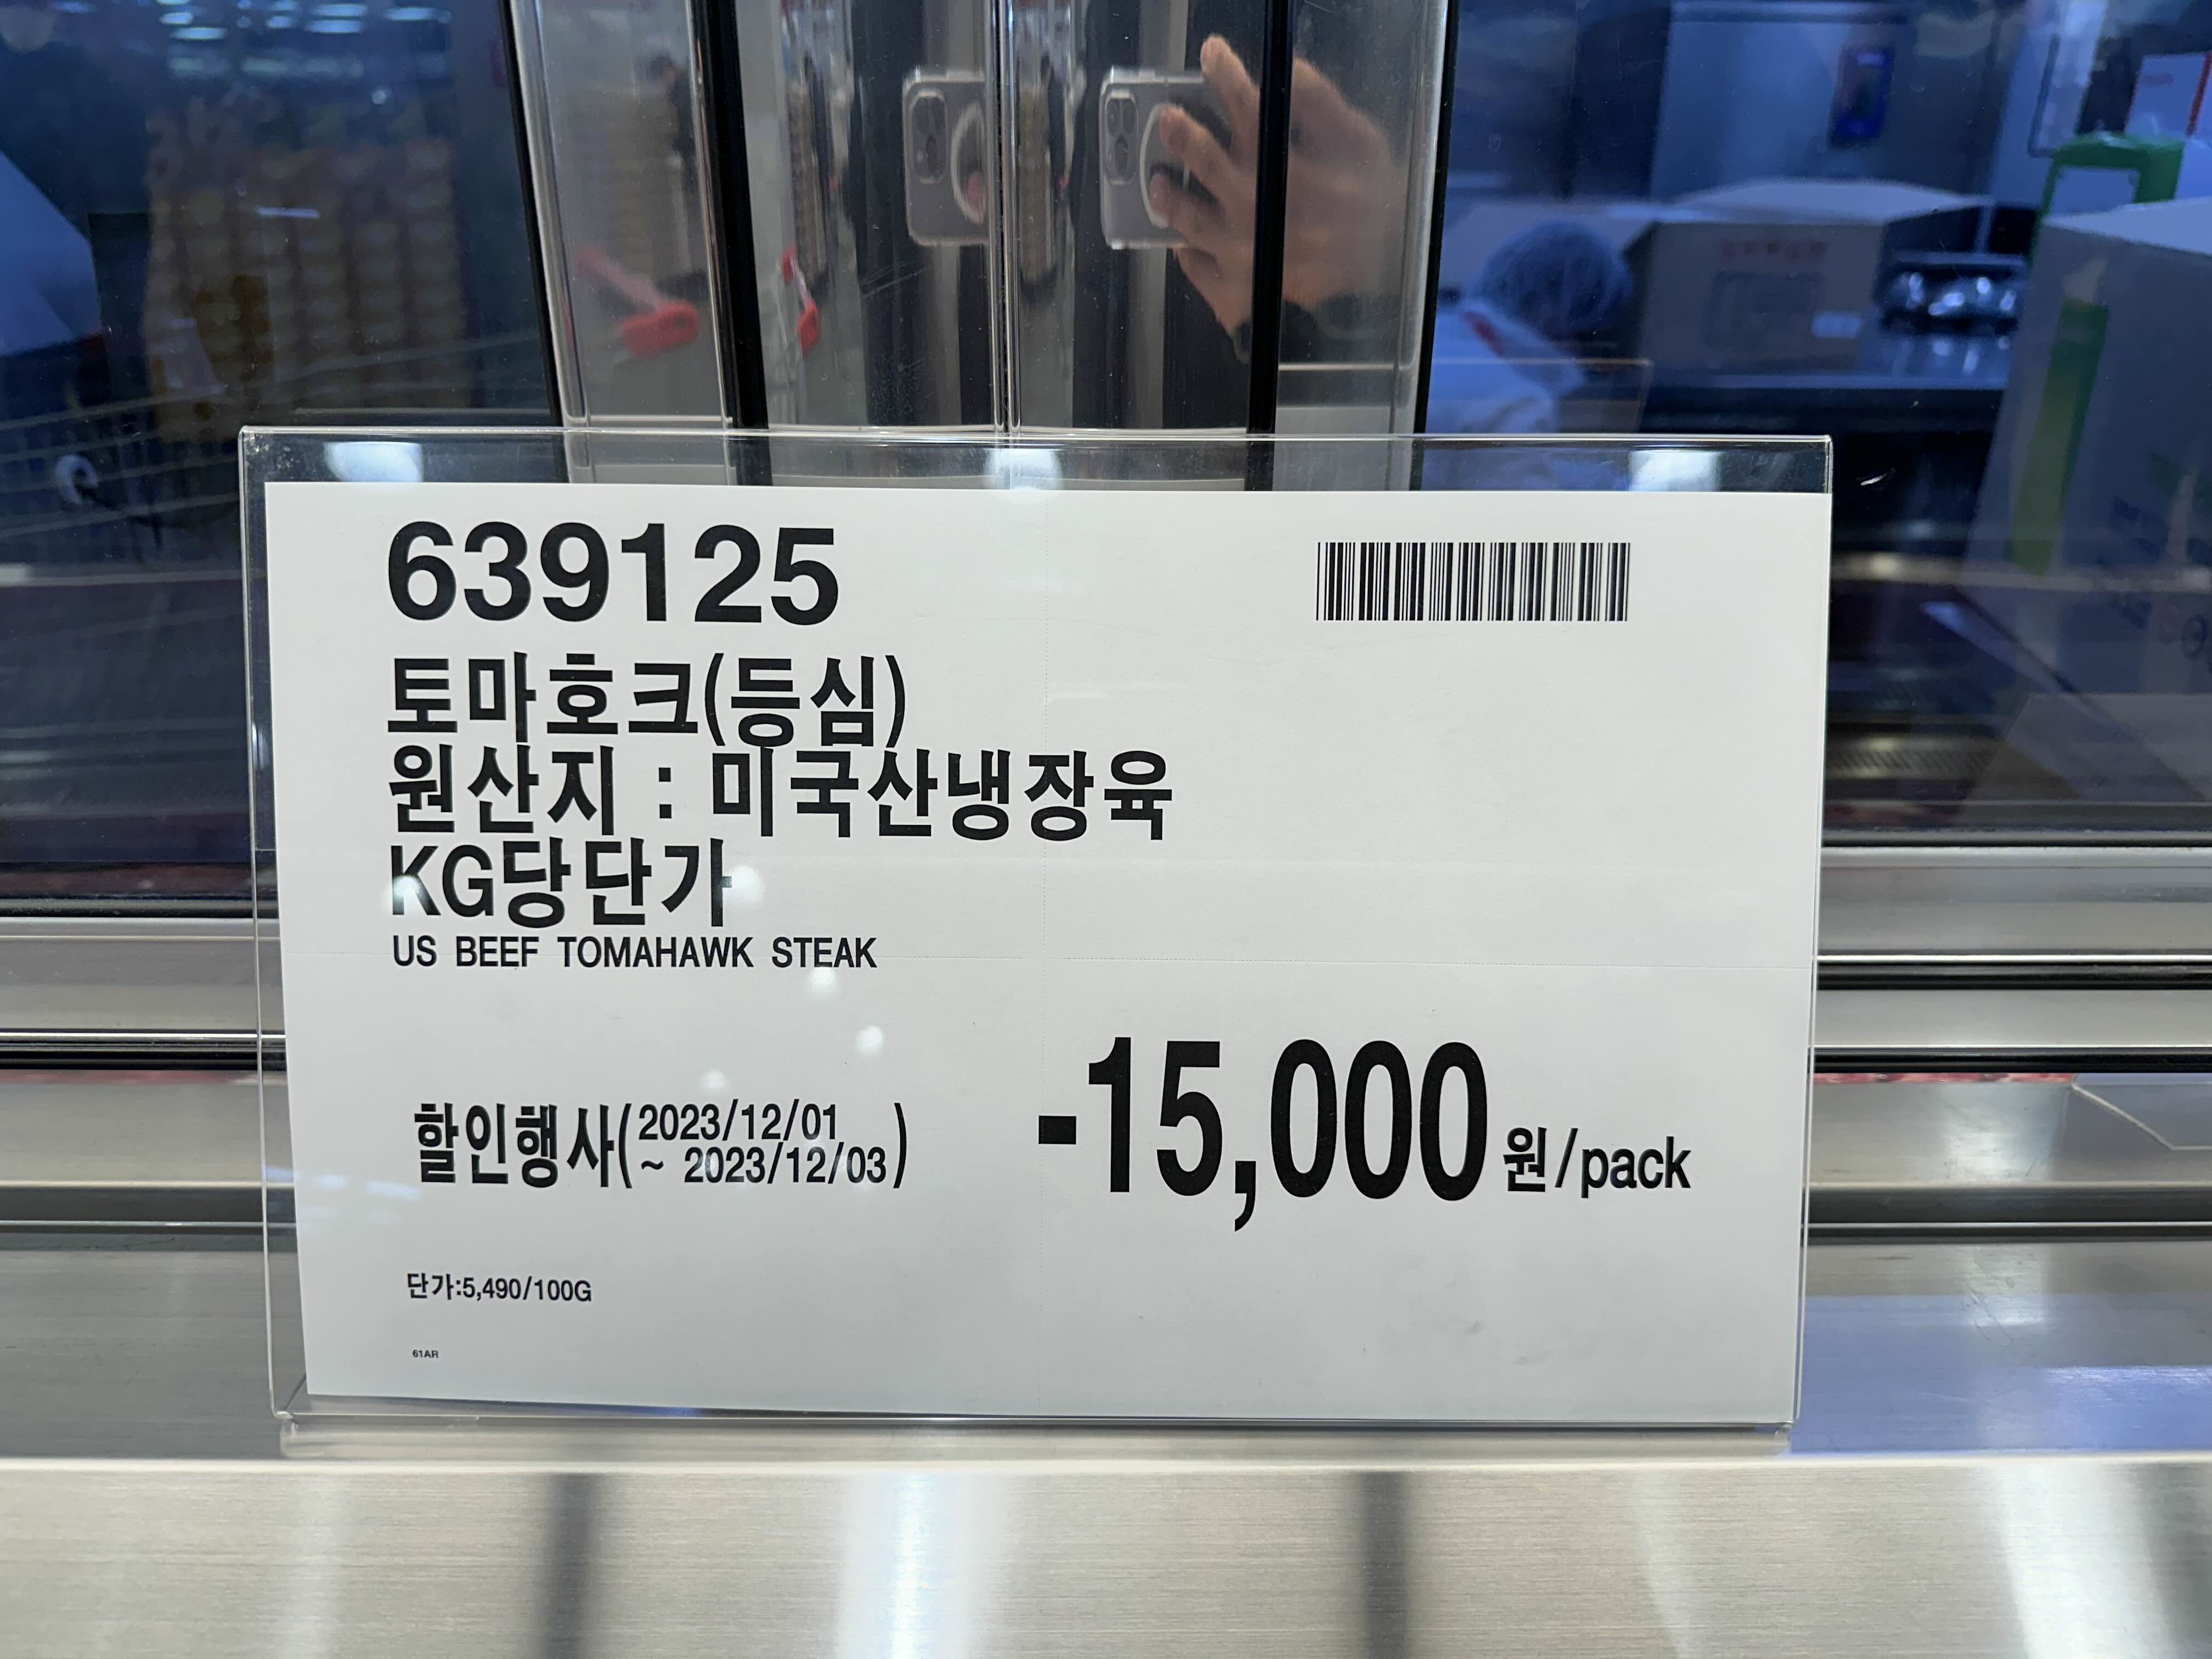 639125
토마호크(등심)
원산지 : 미국산냉장육
KG당단가
US BEEF TOMAHAWK STEAK
할인행사(2023/12/01
~ 2023/12/03)
-15,000원/pack
단가:5,490/100G
61AR